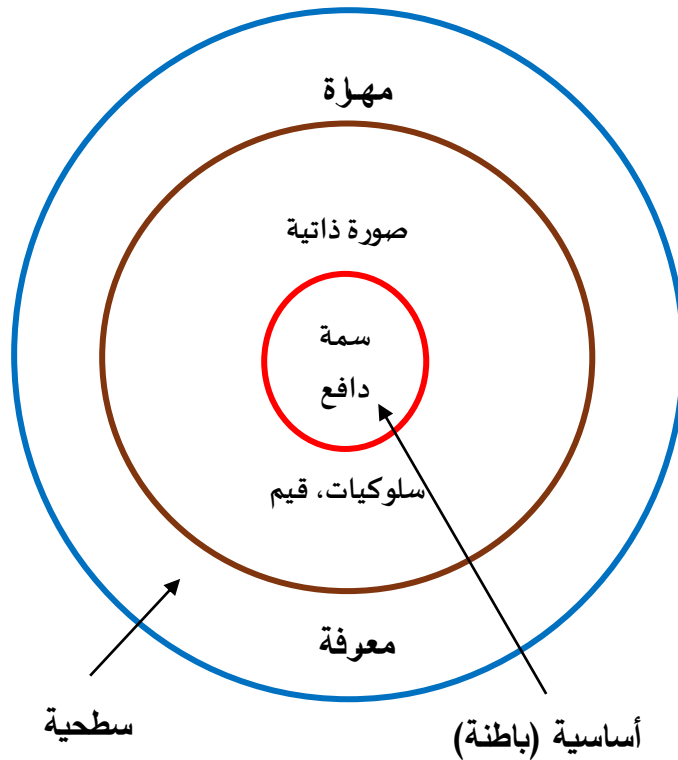 مهارة
صورة ذاتية
سمة
دافع
سلوكيات، قيم
معرفة
أساسية (باطنة)
سطحية